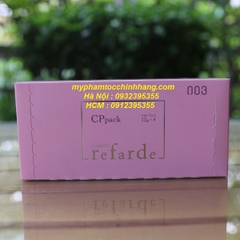 myphamtocchinhhang.com
Hà Nội : 0932395355
HCM : 0912395355
003
CPpack
refarde